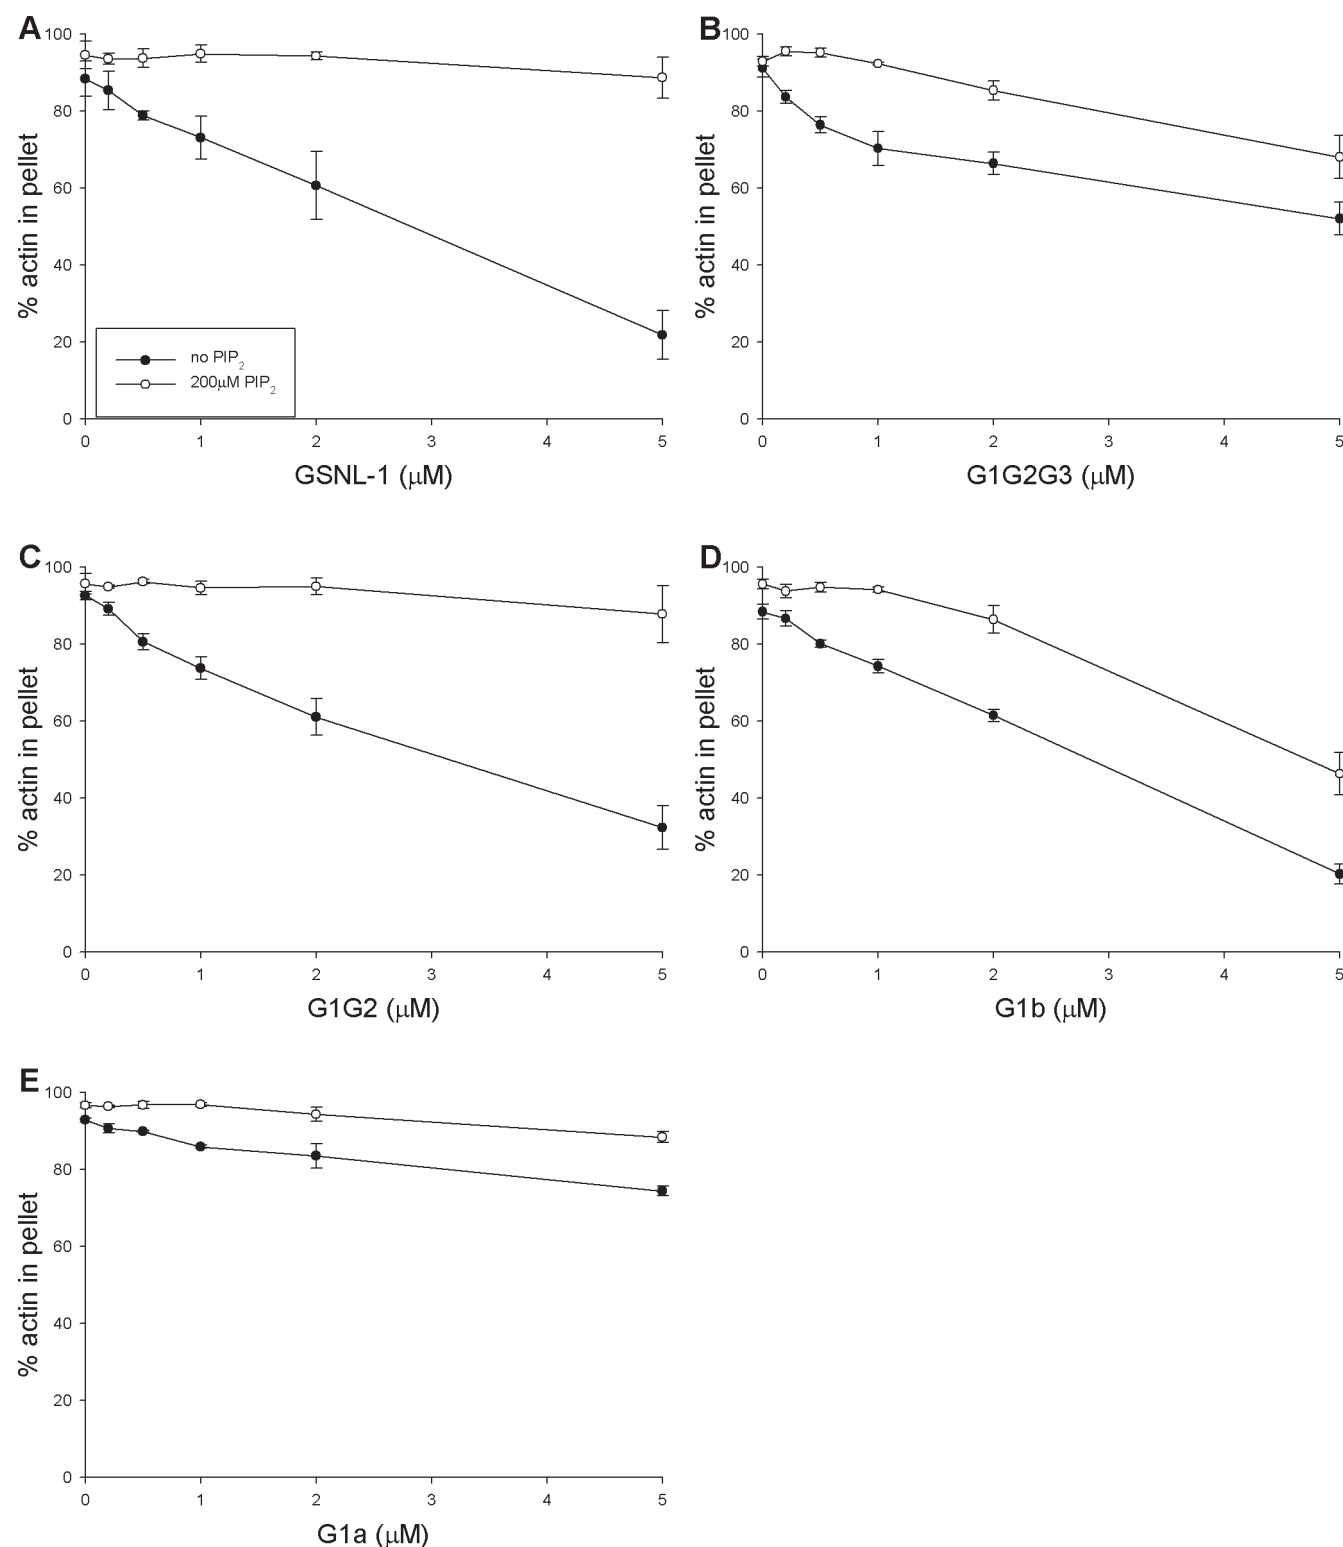 A
100
80
60
40
20
0
% actin in pellet
no PIP2
200μM PIP2
0 1 2 3 4 5
GSNL-1 (μM)
B
100
80
60
40
20
0
% actin in pellet
0 1 2 3 4 5
G1G2G3 (μM)
C
100
80
60
40
20
0
% actin in pellet
0 1 2 3 4 5
G1G2 (μM)
D
100
80
60
40
20
0
% actin in pellet
0 1 2 3 4 5
G1b (μM)
E
100
80
60
40
20
0
% actin in pellet
0 1 2 3 4 5
G1a (μM)